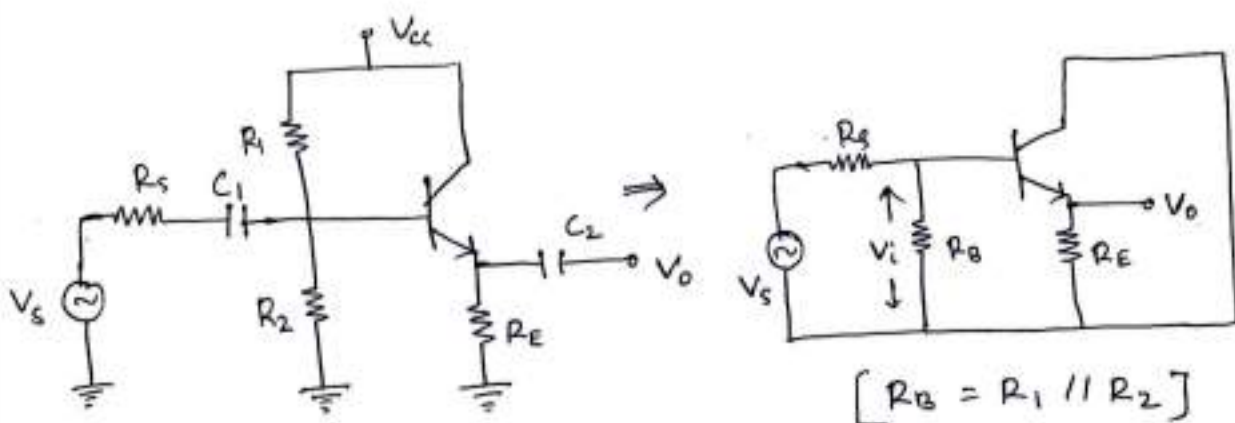 Vcc
R1
Rs
C1
C2
Vo
Vs
R2
RE
⇒
Rs
Vo
Vi
RB
RE
Vs
[RB = R1 // R2]